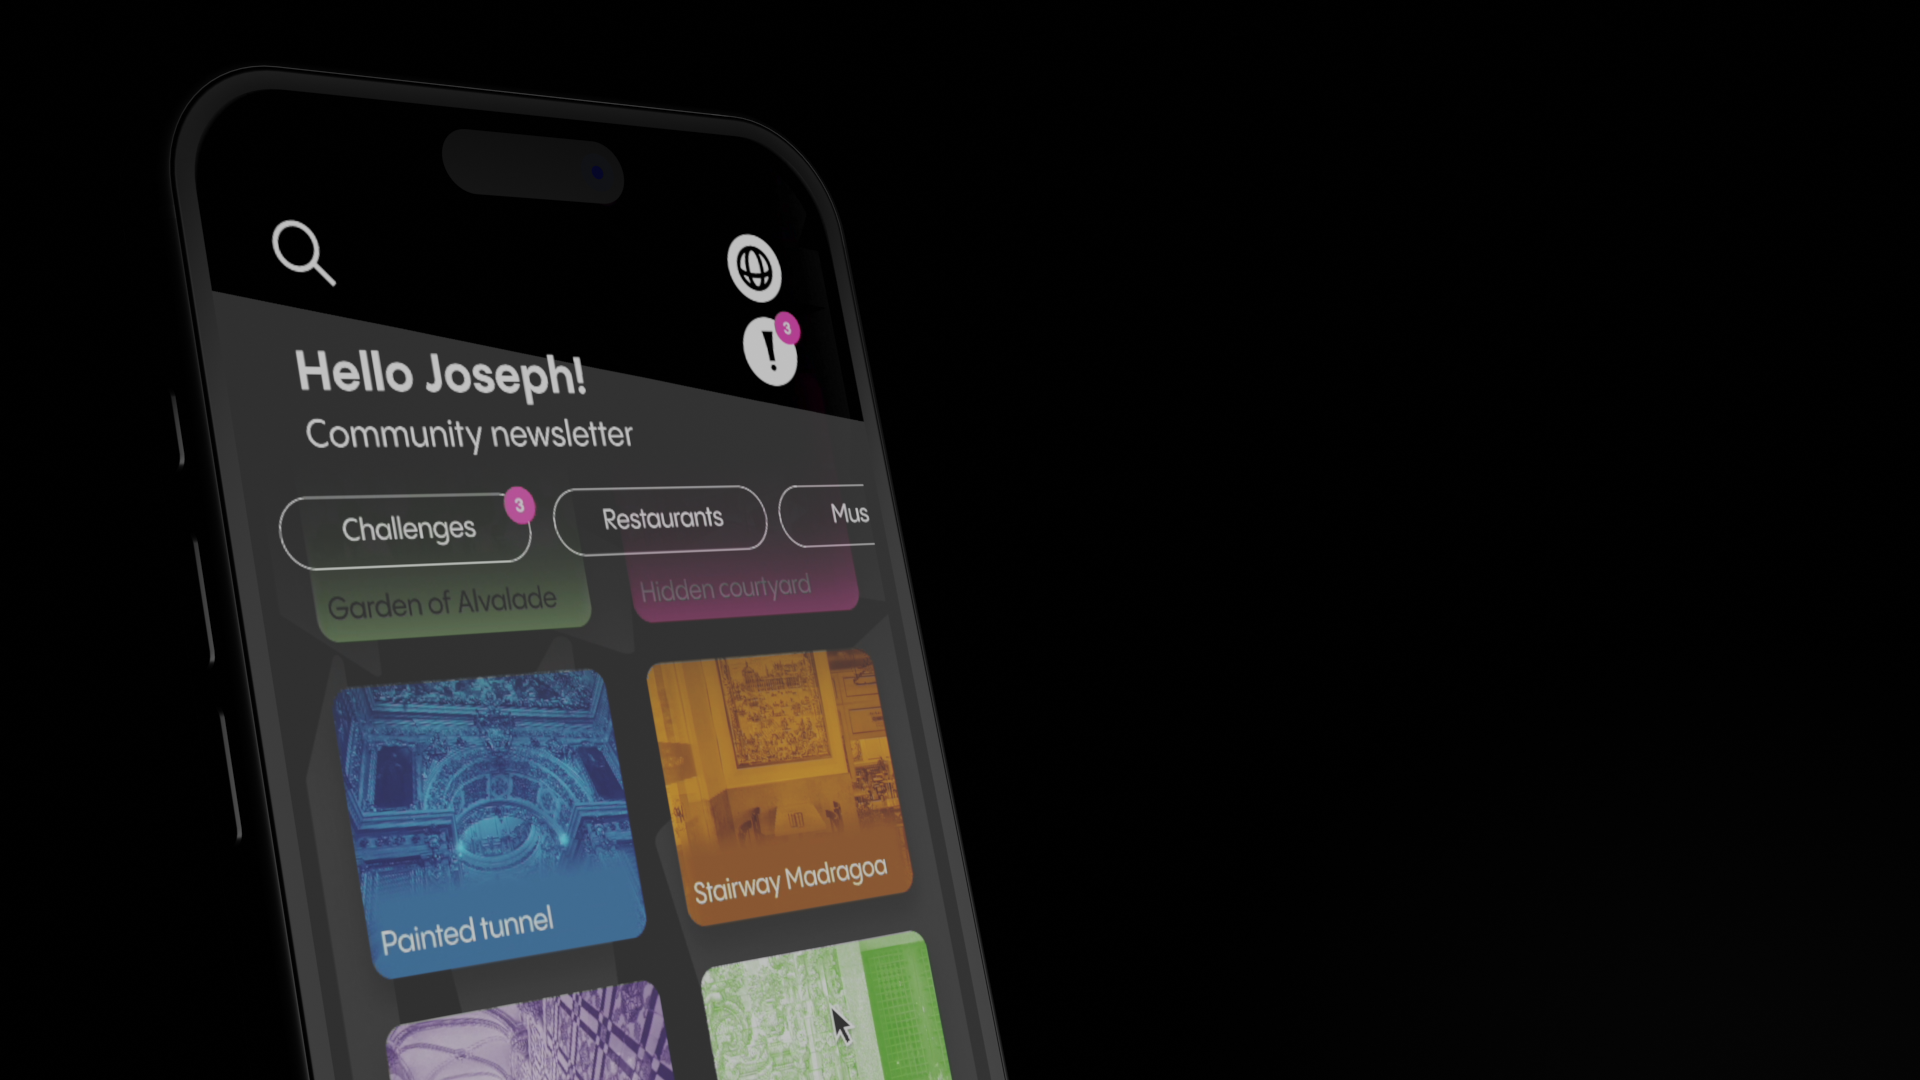 3
Hello Joseph!
Community newsletter
Challenges
3
Restaurants
Mus
Garden of Alvalade
Hidden courtyard
Painted tunnel
Stairway Madragoa